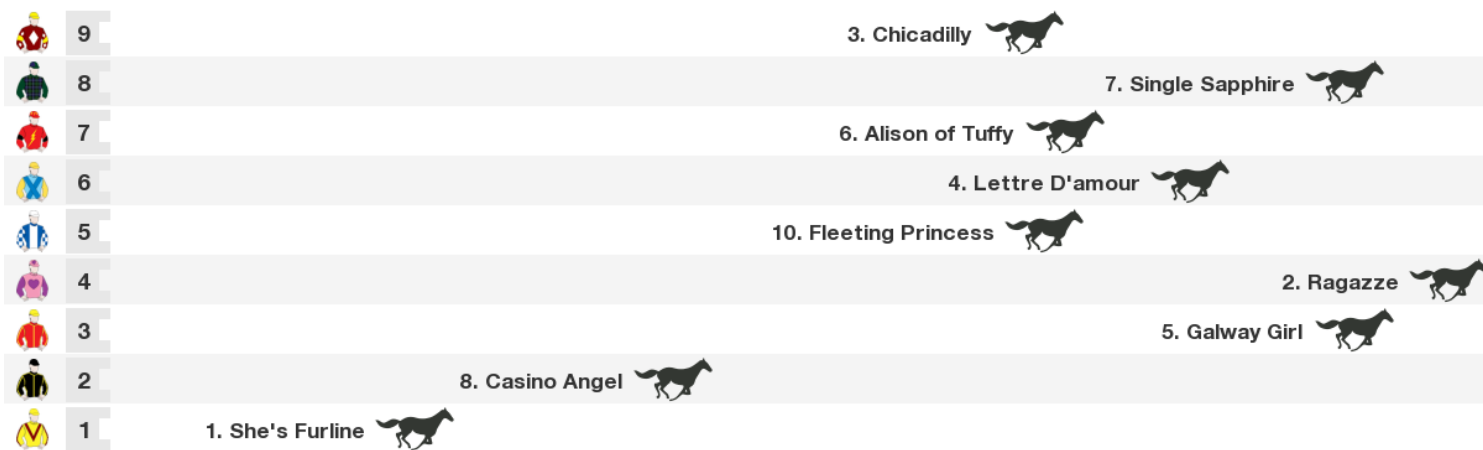 9 3. Chicadilly
8 7. Single Sapphire
7 6. Alison of Tuffy
6 4. Lettre D'amour
5 10. Fleeting Princess
4 2. Ragazze
3 5. Galway Girl
2 8. Casino Angel
1 1. She's Furline